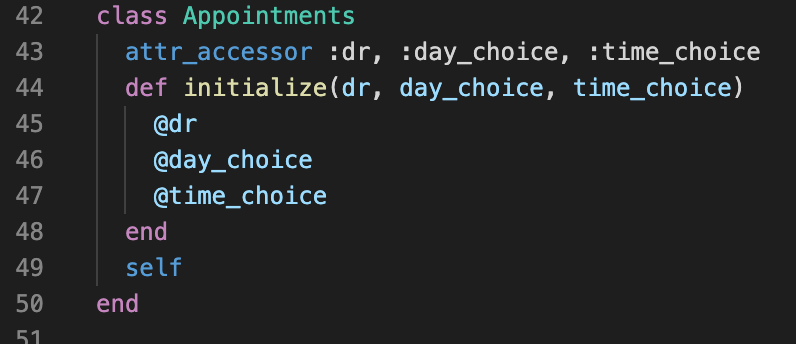 42 class Appointments
43 attr_accessor :dr, :day_choice, :time_choice
44 def initialize(dr, day_choice, time_choice)
45 @dr
46 @day_choice
47 @time_choice
48 end
49 self
50 end
51